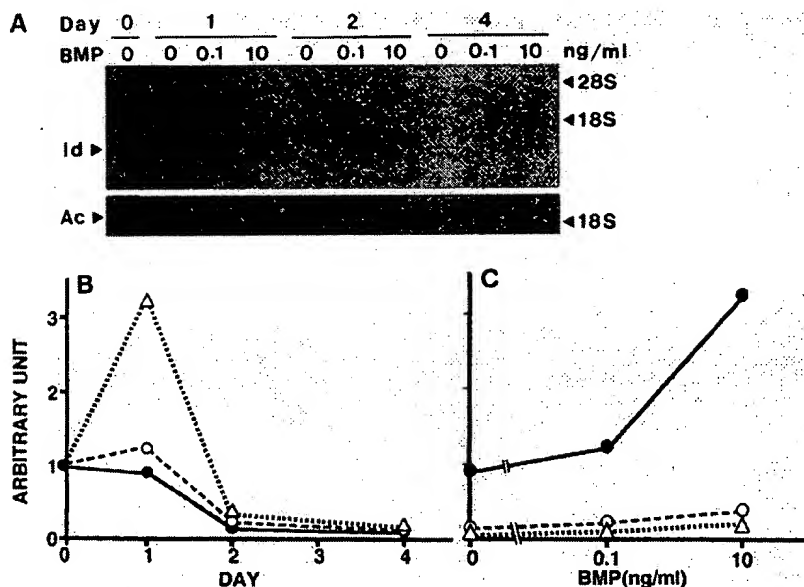 A Day 0 1 2 4
BMP 0 0 0.1 10 0 0.1 10 0 0.1 10 ng/ml
◄28S
◄18S
Id ►
Ac ► ◄18S
B C
3
2
1
0
ARBITRARY UNIT
0 1 2 3 4
DAY
0 0.1 10
BMP(ng/ml)